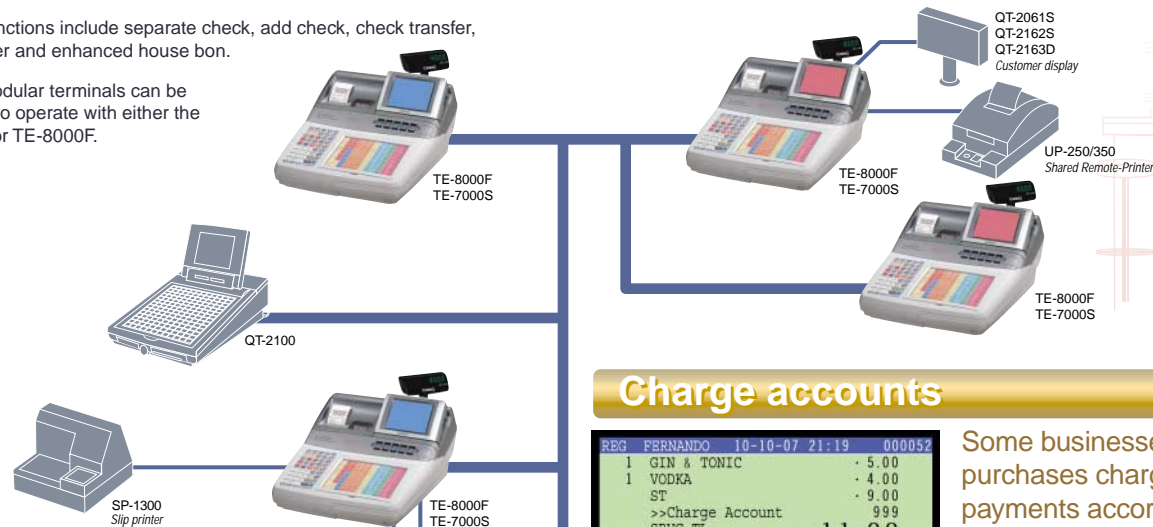 nctions include separate check, add check, check transfer,
er and enhanced house bon.
odular terminals can be
o operate with either the
or TE-8000F.
TE-8000F
TE-7000S
QT-2061S
QT-2162S
QT-2163D
Customer display
UP-250/350
Shared Remote-Printer
TE-8000F
TE-7000S
TE-8000F
TE-7000S
QT-2100
SP-1300
Slip printer
TE-8000F
TE-7000S
Charge accounts
REG FERNANDO 10-10-07 21:19 000052
1 GIN & TONIC · 5.00
1 VODKA · 4.00
ST · 9.00
>>Charge Account 999
Some businesse
purchases charg
payments accor